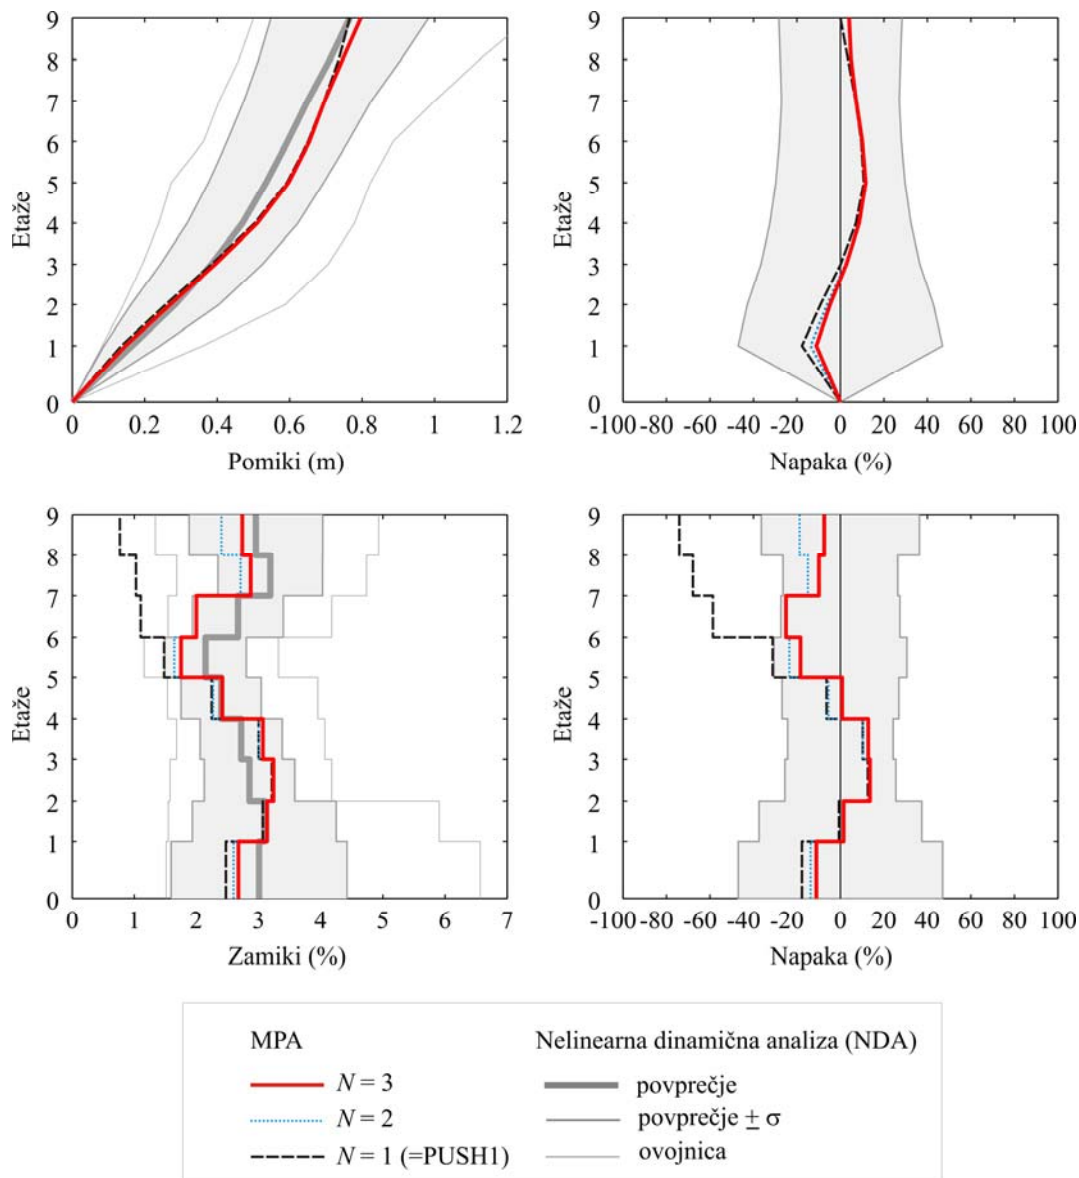 9
8
7
6
5
4
3
2
1
0
Etaže
0 0.2 0.4 0.6 0.8 1 1.2
Pomiki (m)
9
8
7
6
5
4
3
2
1
0
Etaže
-100 -80 -60 -40 -20 0 20 40 60 80 100
Napaka (%)
9
8
7
6
5
4
3
2
1
0
Etaže
0 1 2 3 4 5 6 7
Zamiki (%)
9
8
7
6
5
4
3
2
1
0
Etaže
-100 -80 -60 -40 -20 0 20 40 60 80 100
Napaka (%)
MPA
N = 3
N = 2
N = 1 (=PUSH1)
Nelinearna dinamična analiza (NDA)
povprečje
povprečje ± σ
ovojnica